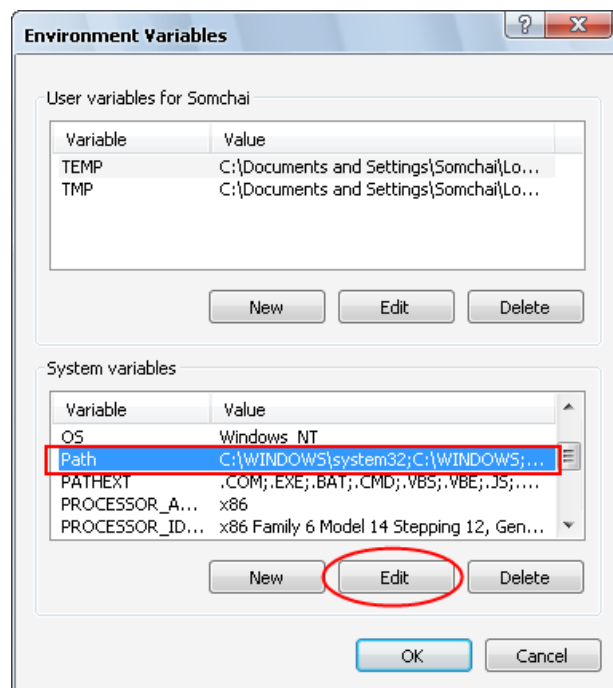 Environment Variables
User variables for Somchai
Variable Value
TEMP C:\Documents and Settings\Somchai\Lo...
TMP C:\Documents and Settings\Somchai\Lo...
New Edit Delete
System variables
Variable Value
OS Windows_NT
Path C:\WINDOWS\system32;C:\WINDOWS;...
PATHEXT .COM;.EXE;.BAT;.CMD;.VBS;.VBE;.JS;....
PROCESSOR_A... x86
PROCESSOR_ID... x86 Family 6 Model 14 Stepping 12, Gen...
New Edit Delete
OK Cancel